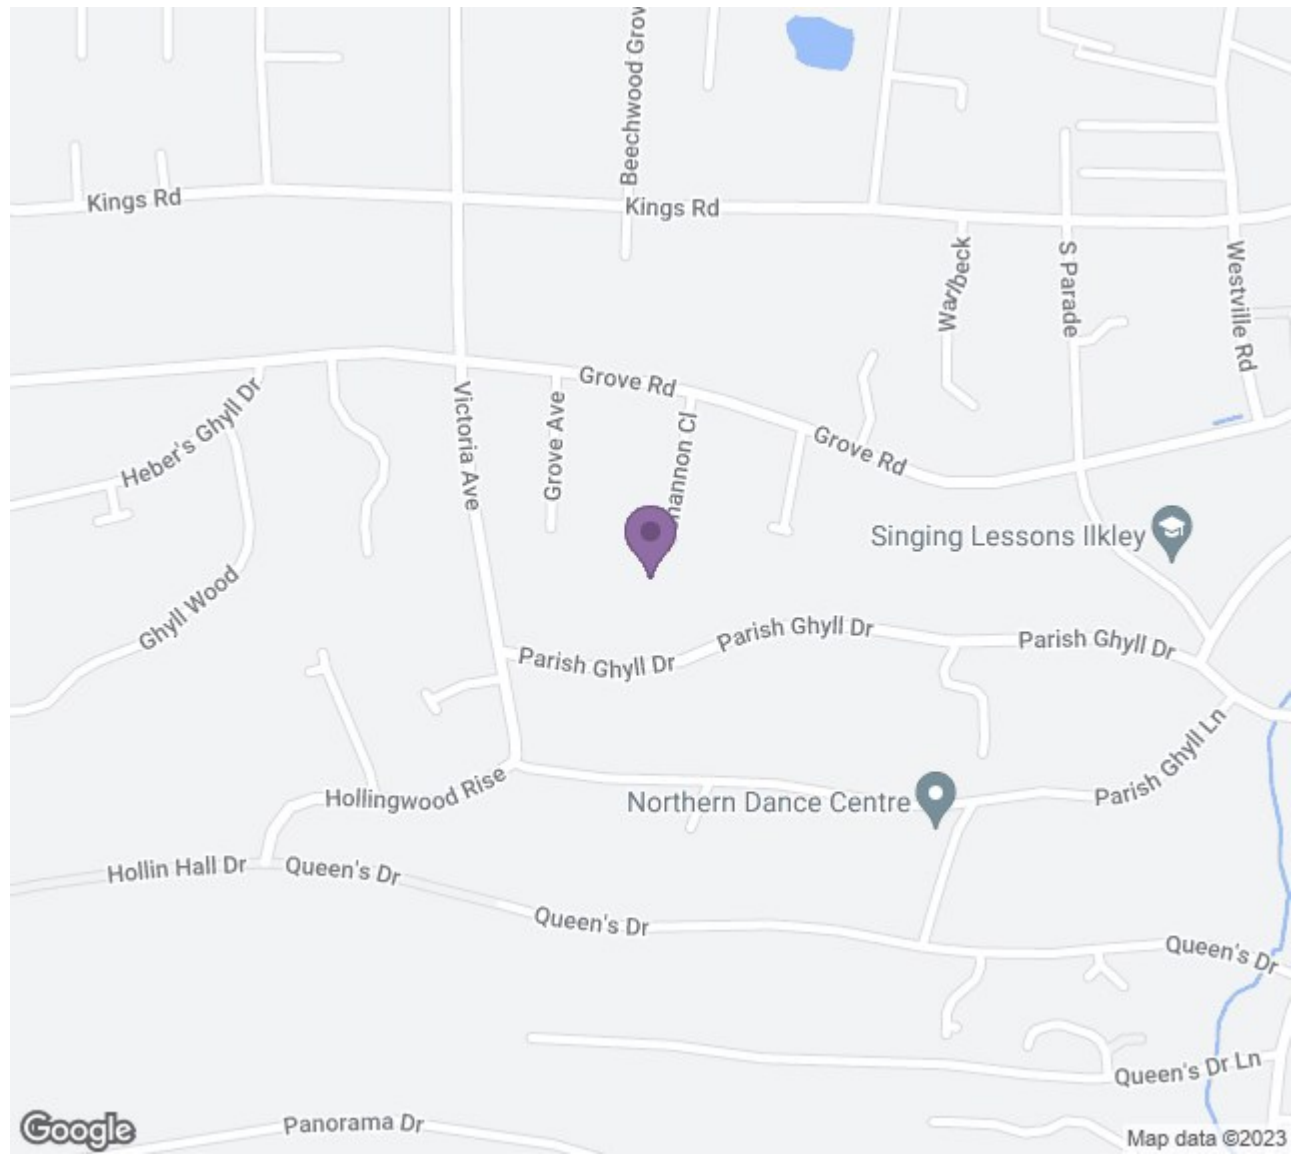 Beechwood Grov
Kings Rd
Kings Rd
Warlbeck
S Parade
Westville Rd
Grove Rd
Heber's Ghyll Dr
Victoria Ave
Grove Ave
hannon Cl
Grove Rd
Singing Lessons Ilkley
Ghyll Wood
Parish Ghyll Dr
Parish Ghyll Dr
Parish Ghyll Dr
Parish Ghyll Ln
Hollingwood Rise
Northern Dance Centre
Hollin Hall Dr
Queen's Dr
Queen's Dr
Queen's Dr
Queen's Dr Ln
Panorama Dr
Google
Map data ©2023